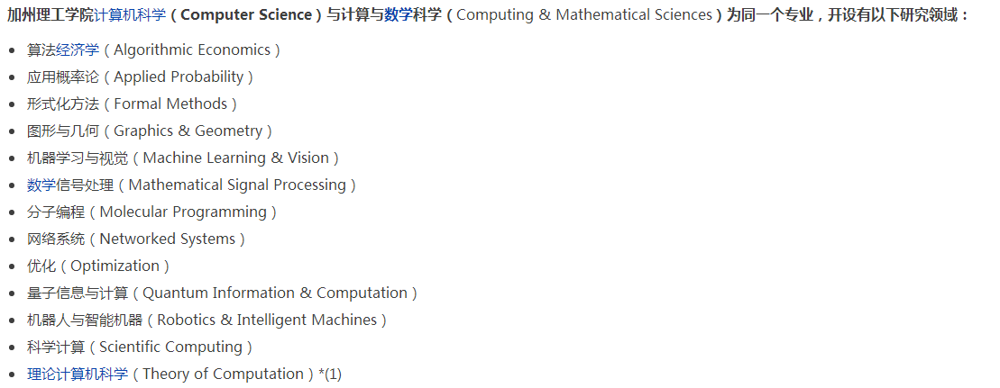 加州理工学院计算机科学（Computer Science）与计算与数学科学（Computing & Mathematical Sciences）为同一个专业，开设有以下研究领域：
• 算法经济学（Algorithmic Economics）
• 应用概率论（Applied Probability）
• 形式化方法（Formal Methods）
• 图形与几何（Graphics & Geometry）
• 机器学习与视觉（Machine Learning & Vision）
• 数学信号处理（Mathematical Signal Processing）
• 分子编程（Molecular Programming）
• 网络系统（Networked Systems）
• 优化（Optimization）
• 量子信息与计算（Quantum Information & Computation）
• 机器人与智能机器（Robotics & Intelligent Machines）
• 科学计算（Scientific Computing）
• 理论计算机科学（Theory of Computation）*(1)